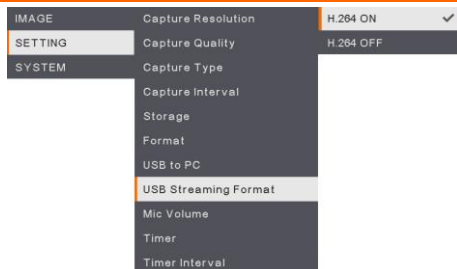 IMAGE
SETTING
SYSTEM
Capture Resolution
Capture Quality
Capture Type
Capture Interval
Storage
Format
USB to PC
USB Streaming Format
Mic Volume
Timer
Timer Interval
H.264 ON
H.264 OFF